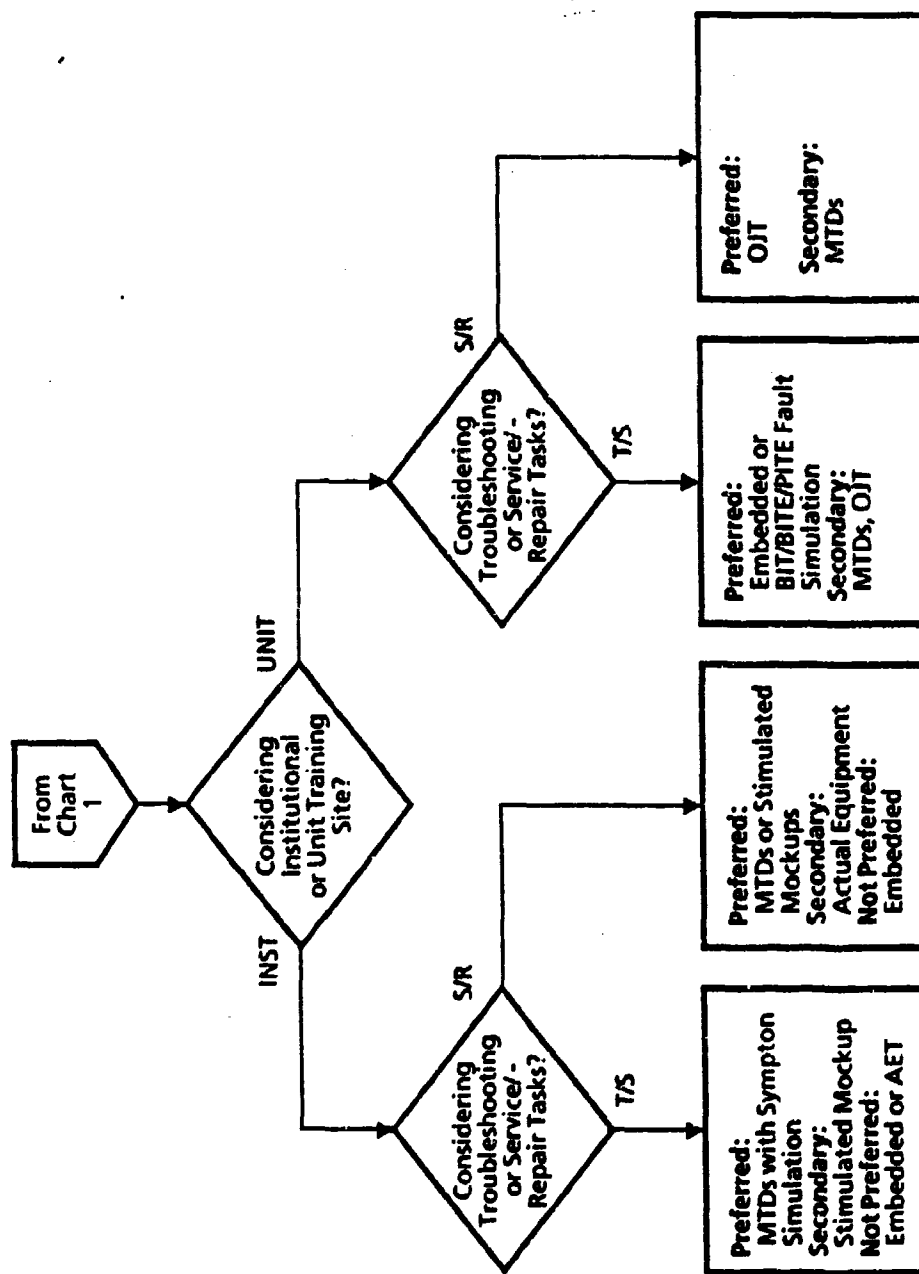 From
Chart
1
Considering
Institutional
or Unit Training
Site?
INST
UNIT
Considering
Troubleshooting
or Service/-
Repair Tasks?
S/R
T/S
Considering
Troubleshooting
or Service/-
Repair Tasks?
S/R
T/S
Preferred:
MTDs with Sympton
Simulation
Secondary:
Stimulated Mockup
Not Preferred:
Embedded or AET
Preferred:
MTDs or Stimulated
Mockups
Secondary:
Actual Equipment
Not Preferred:
Embedded
Preferred:
Embedded or
BIT/BITE/PITE Fault
Simulation
Secondary:
MTDs, OJT
Preferred:
OJT
Secondary:
MTDs